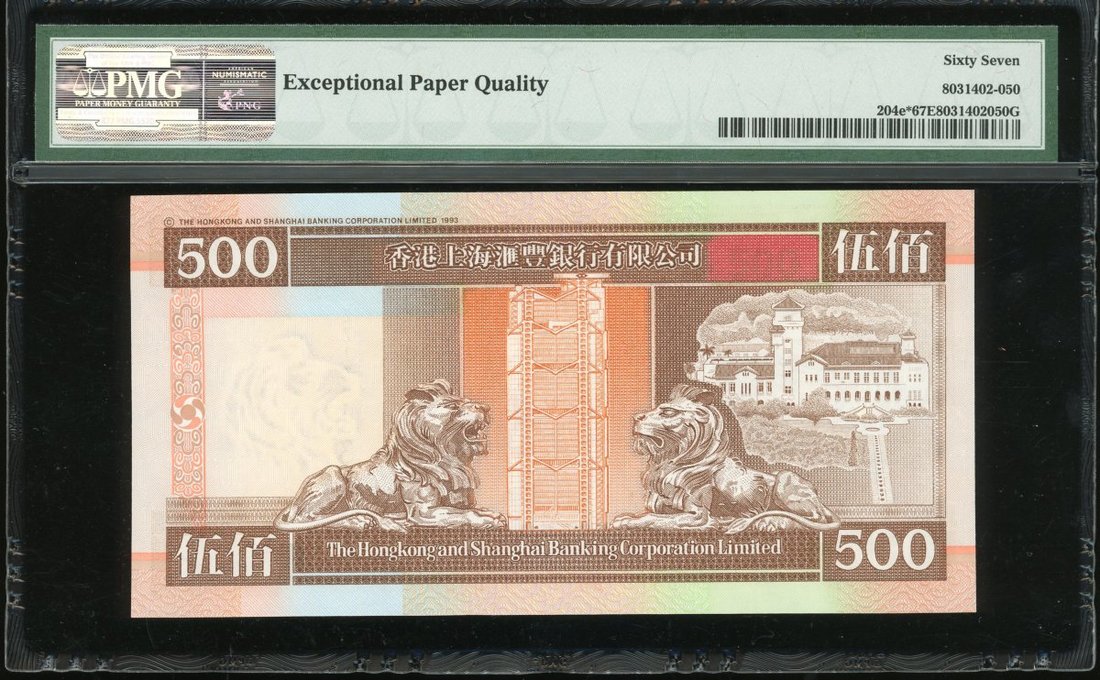 PMG
PAPER MONEY GUARANTY
NUMISMATIC
PNG
Exceptional Paper Quality
Sixty Seven
8031402-050
204e*67E8031402050G
© THE HONGKONG AND SHANGHAI BANKING CORPORATION LIMITED 1993
500
香港上海滙豐銀行有限公司
伍佰
伍佰
The Hongkong and Shanghai Banking Corporation Limited
500